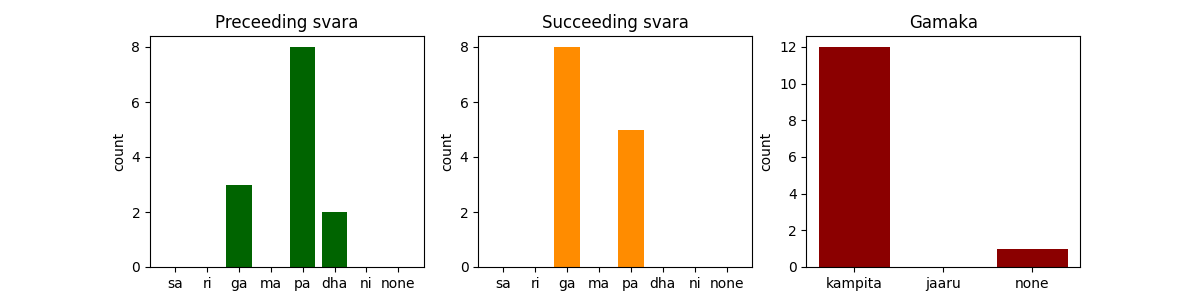 Preceeding svara
count
8
6
4
2
0
sa ri ga ma pa dha ni none
Succeeding svara
count
8
6
4
2
0
sa ri ga ma pa dha ni none
Gamaka
count
12
10
8
6
4
2
0
kampita jaaru none